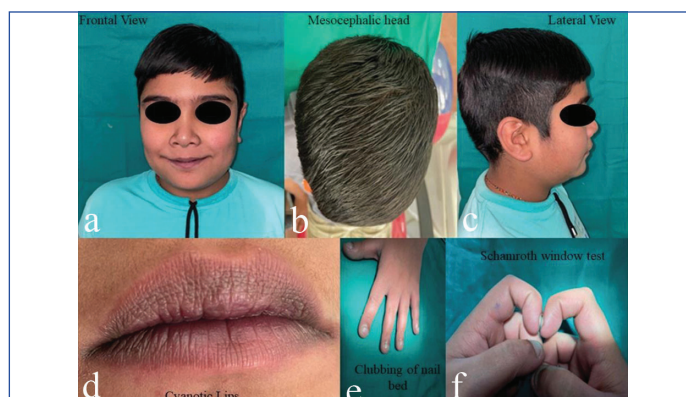 Frontal View
Mesocephalic head
Lateral View
a
b
c
Schamroth window test
d
Cyanotic Lips
e
Clubbing of nail
bed
f